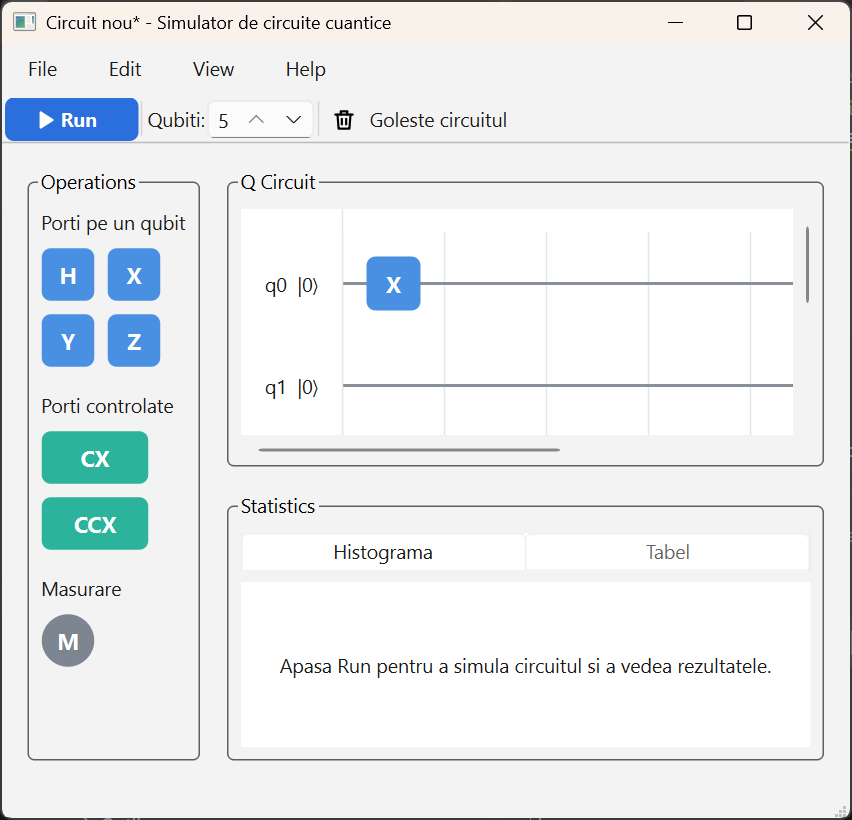 Circuit nou* - Simulator de circuite cuantice
File Edit View Help
Run Qubiti: 5 Goleste circuitul
Operations
Porti pe un qubit
H X
Y Z
Porti controlate
CX
CCX
Masurare
M
Q Circuit
q0 |0⟩ X
q1 |0⟩
Statistics
Histograma Tabel
Apasa Run pentru a simula circuitul si a vedea rezultatele.